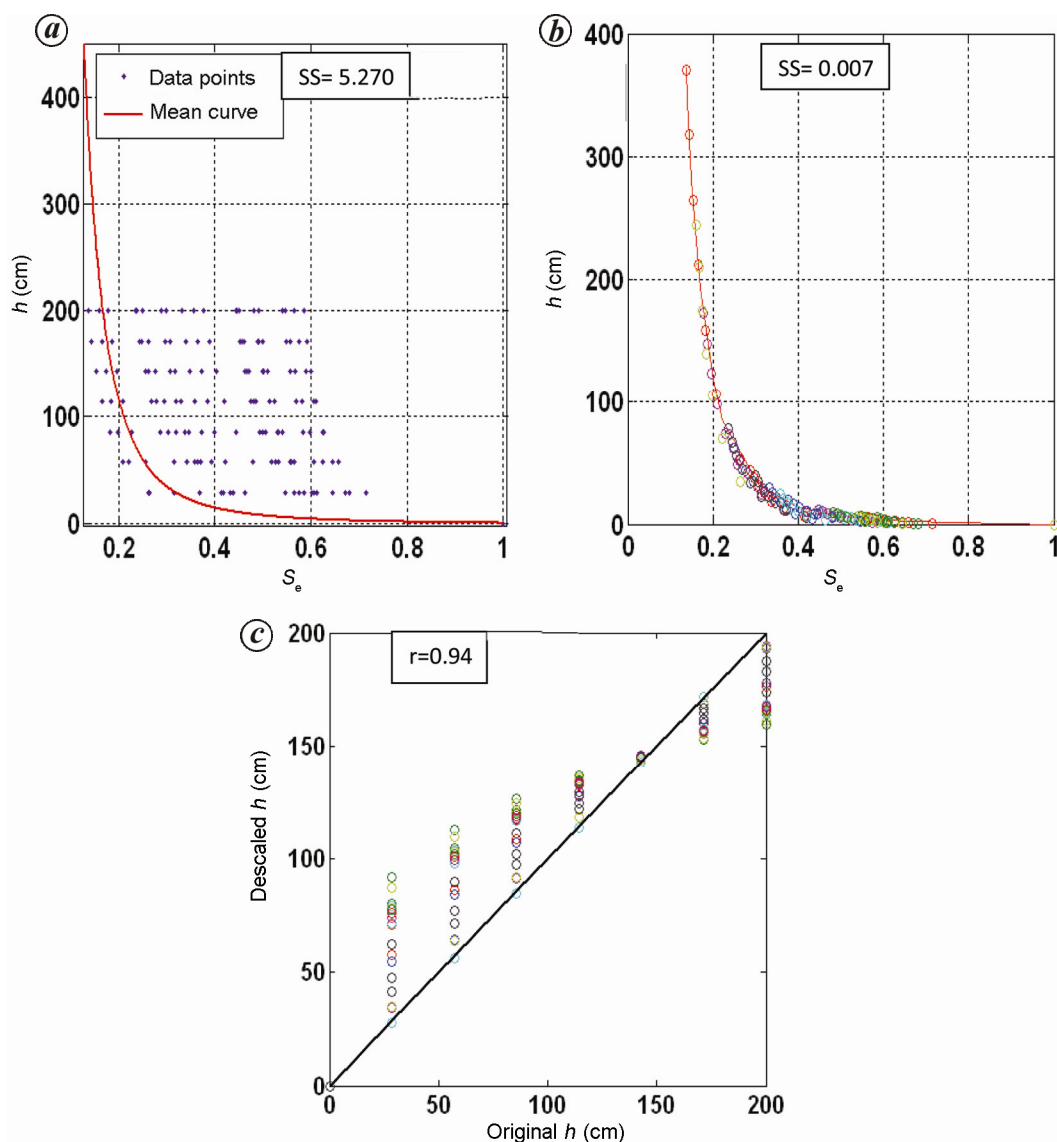 a
SS= 5.270
Data points
Mean curve
400
300
200
100
0
h (cm)
0.2 0.4 0.6 0.8 1
Se
b
SS= 0.007
400
300
200
100
0
h (cm)
0 0.2 0.4 0.6 0.8 1
Se
c
r=0.94
200
150
100
50
0
Descaled h (cm)
0 50 100 150 200
Original h (cm)